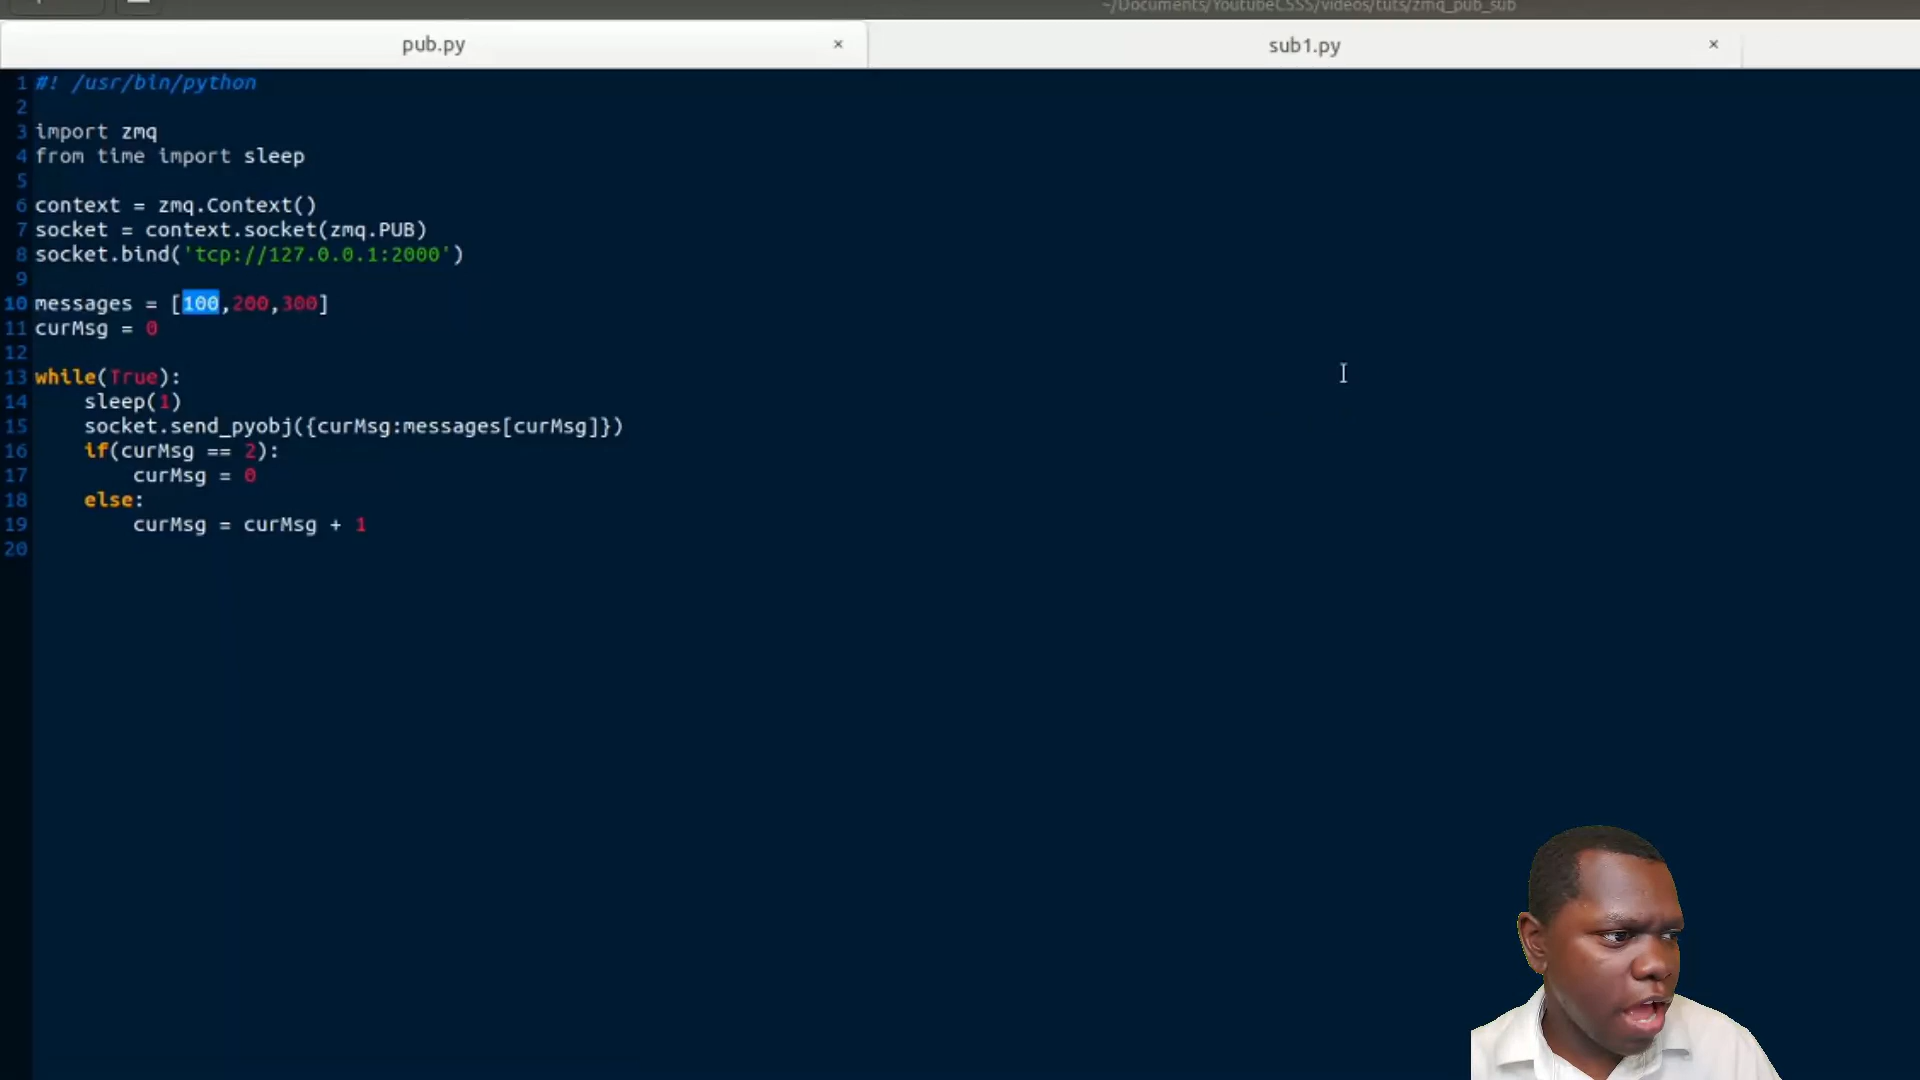 ~/Documents/YoutubeCSSS/videos/tuts/zmq_pub_sub
pub.py × sub1.py ×
1 #! /usr/bin/python
2
3 import zmq
4 from time import sleep
5
6 context = zmq.Context()
7 socket = context.socket(zmq.PUB)
8 socket.bind('tcp://127.0.0.1:2000')
9
10 messages = [100,200,300]
11 curMsg = 0
12
13 while(True):
14     sleep(1)
15     socket.send_pyobj({curMsg:messages[curMsg]})
16     if(curMsg == 2):
17         curMsg = 0
18     else:
19         curMsg = curMsg + 1
20